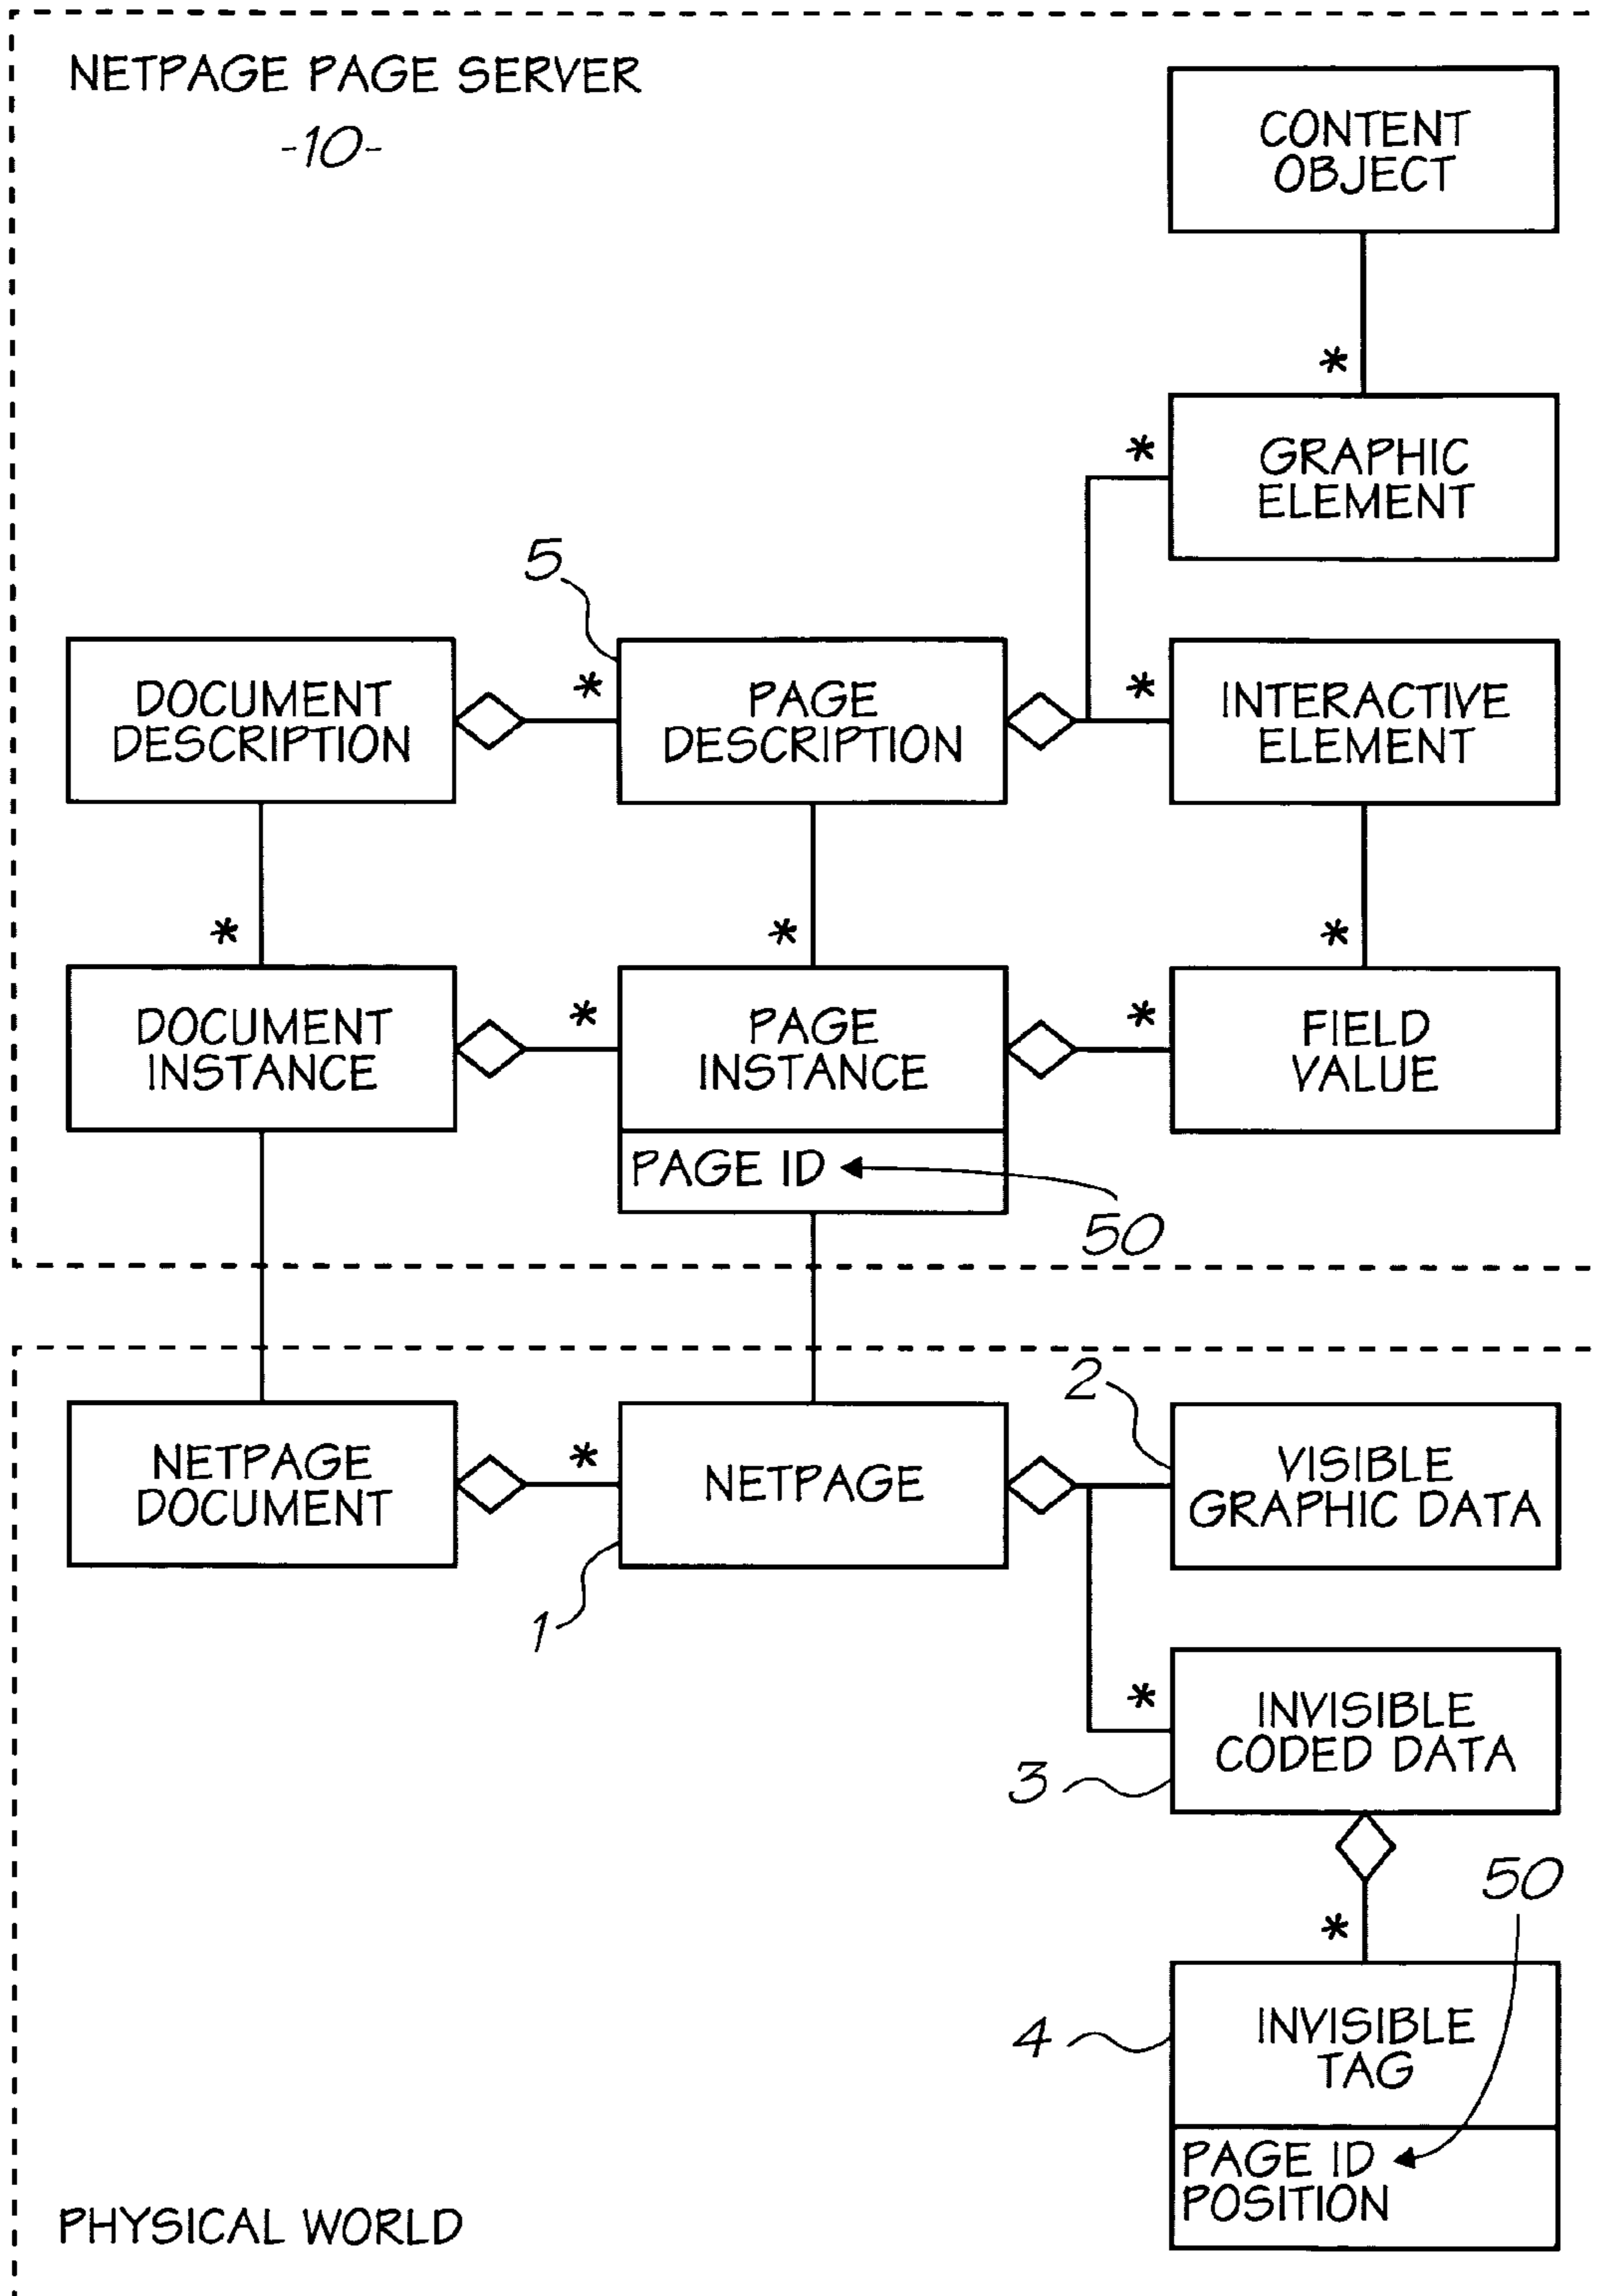 NETPAGE PAGE SERVER
-10-
CONTENT
OBJECT
*
GRAPHIC
ELEMENT
*
5
DOCUMENT
DESCRIPTION
*
PAGE
DESCRIPTION
*
INTERACTIVE
ELEMENT
*
*
*
DOCUMENT
INSTANCE
*
PAGE
INSTANCE
*
FIELD
VALUE
PAGE ID
50
2
NETPAGE
DOCUMENT
*
NETPAGE
VISIBLE
GRAPHIC DATA
1
*
INVISIBLE
CODED DATA
3
50
*
4
INVISIBLE
TAG
PAGE ID
POSITION
PHYSICAL WORLD